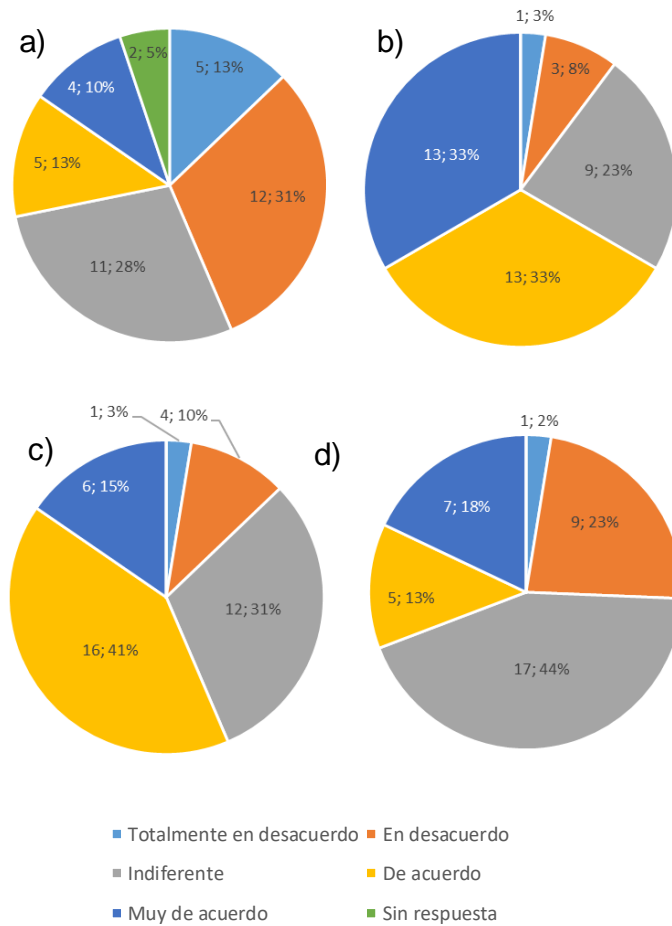 a)
2; 5%
5; 13%
4; 10%
5; 13%
12; 31%
11; 28%
b)
1; 3%
3; 8%
13; 33%
9; 23%
13; 33%
c)
1; 3%
4; 10%
6; 15%
12; 31%
16; 41%
d)
1; 2%
7; 18%
9; 23%
5; 13%
17; 44%
Totalmente en desacuerdo
En desacuerdo
Indiferente
De acuerdo
Muy de acuerdo
Sin respuesta